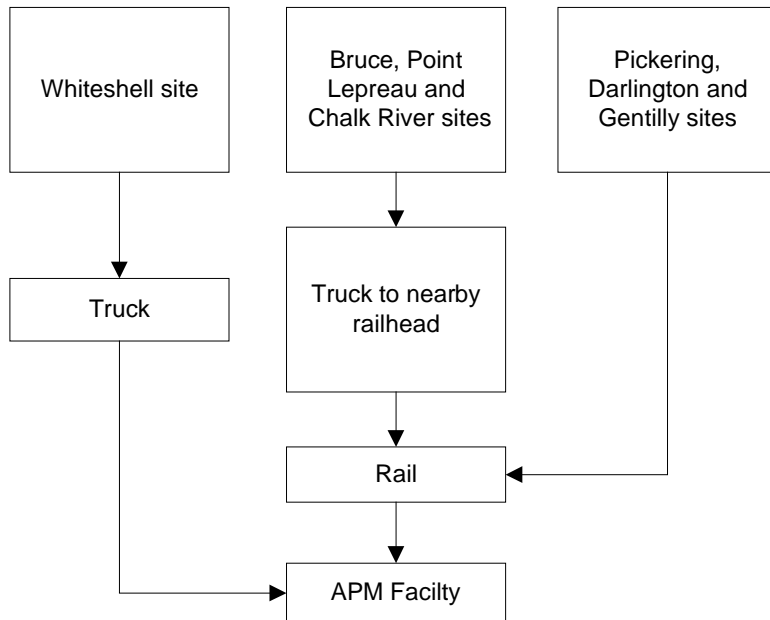 Whiteshell site
Bruce, Point
Lepreau and
Chalk River sites
Pickering,
Darlington and
Gentilly sites
Truck
Truck to nearby
railhead
Rail
APM Facilty